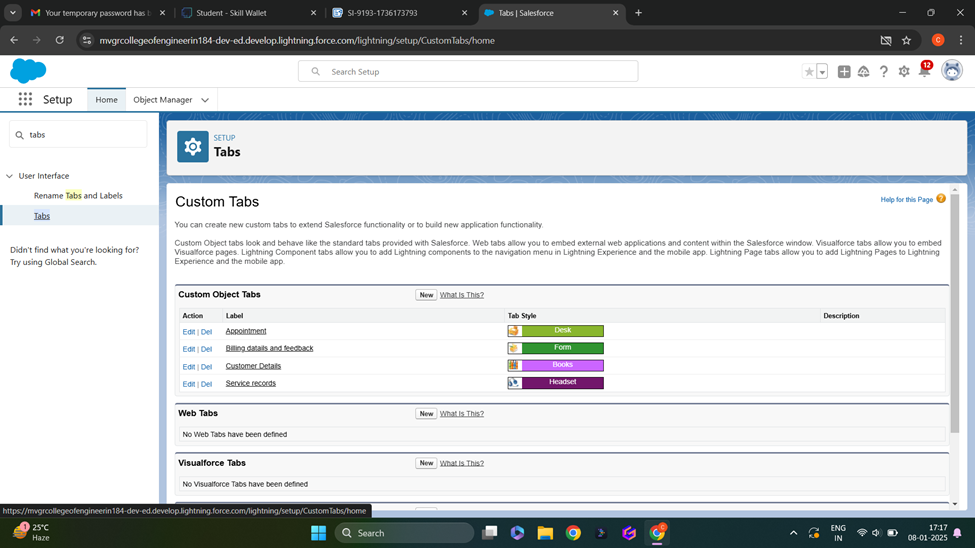 Your temporary password has b
Student - Skill Wallet
SI-9193-1736173793
Tabs | Salesforce
mvgrcollegeofengineerin184-dev-ed.develop.lightning.force.com/lightning/setup/CustomTabs/home
C
Search Setup
12
Setup
Home
Object Manager
tabs
User Interface
Rename Tabs and Labels
Tabs
Didn't find what you're looking for?
Try using Global Search.
SETUP
Tabs
Custom Tabs
Help for this Page
You can create new custom tabs to extend Salesforce functionality or to build new application functionality.
Custom Object tabs look and behave like the standard tabs provided with Salesforce. Web tabs allow you to embed external web applications and content within the Salesforce window. Visualforce tabs allow you to embed
Visualforce pages. Lightning Component tabs allow you to add Lightning components to the navigation menu in Lightning Experience and the mobile app. Lightning Page tabs allow you to add Lightning Pages to Lightning
Experience and the mobile app.
Custom Object Tabs New What Is This?
Action Label Tab Style Description
Edit | Del Appointment Desk
Edit | Del Billing datails and feedback Form
Edit | Del Customer Details Books
Edit | Del Service records Headset
Web Tabs New What Is This?
No Web Tabs have been defined
Visualforce Tabs New What Is This?
No Visualforce Tabs have been defined
https://mvgrcollegeofengineerin184-dev-ed.develop.lightning.force.com/lightning/setup/CustomTabs/home
1
25°C
Haze
Search
C
ENG
IN
17:17
08-01-2025